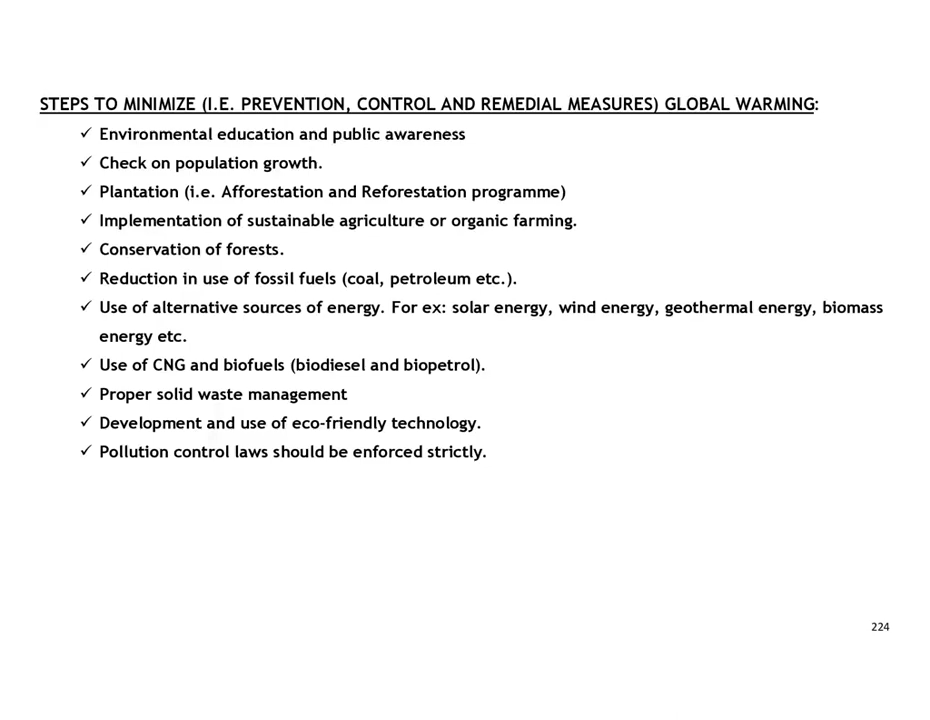 STEPS TO MINIMIZE (I.E. PREVENTION, CONTROL AND REMEDIAL MEASURES) GLOBAL WARMING:
✓ Environmental education and public awareness
✓ Check on population growth.
✓ Plantation (i.e. Afforestation and Reforestation programme)
✓ Implementation of sustainable agriculture or organic farming.
✓ Conservation of forests.
✓ Reduction in use of fossil fuels (coal, petroleum etc.).
✓ Use of alternative sources of energy. For ex: solar energy, wind energy, geothermal energy, biomass
energy etc.
✓ Use of CNG and biofuels (biodiesel and biopetrol).
✓ Proper solid waste management
✓ Development and use of eco-friendly technology.
✓ Pollution control laws should be enforced strictly.
224